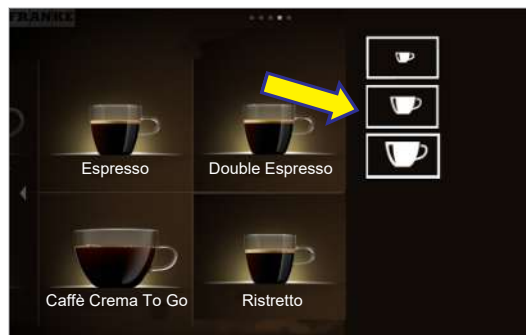 FRANKE
Espresso
Double Espresso
Caffè Crema To Go
Ristretto